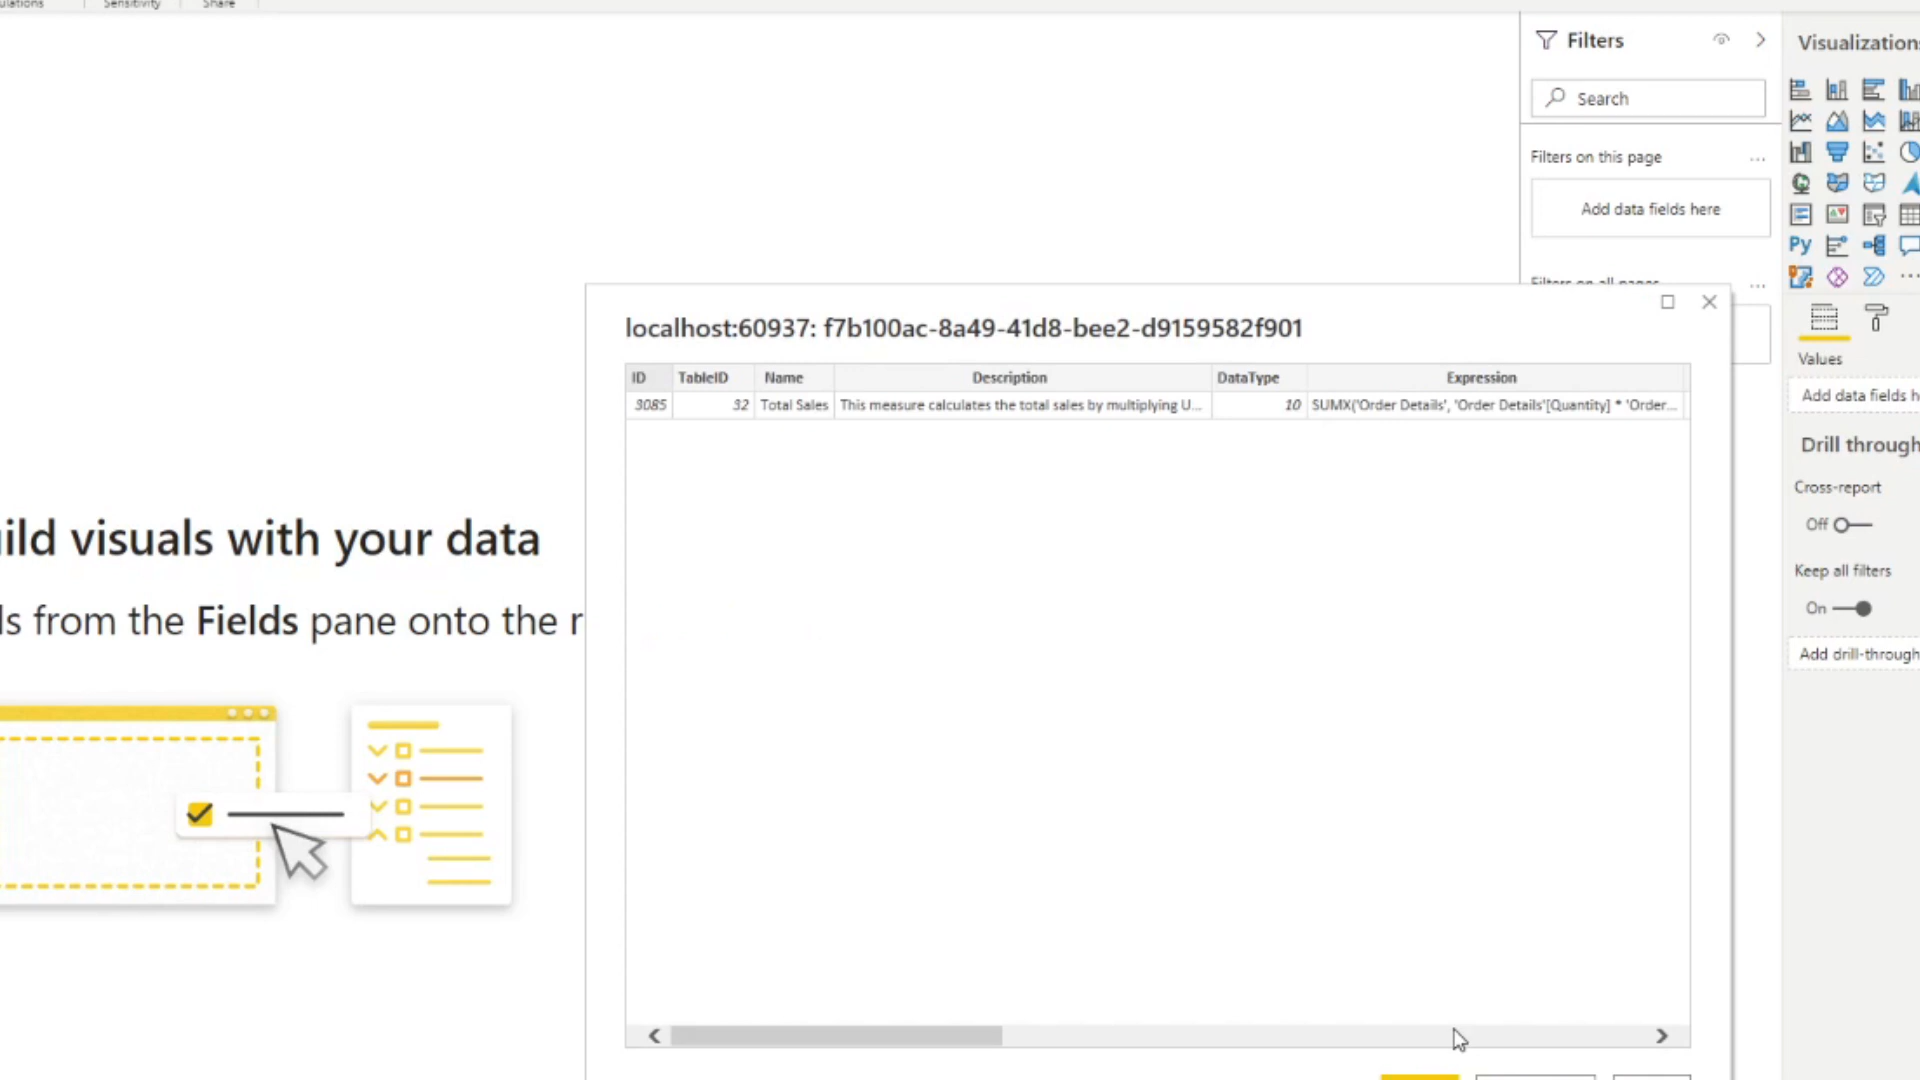 Sensitivity
Share
Filters
Search
Filters on this page
...
Add data fields here
...
Visualizations
Py
...
Values
Add data fields h
Drill through
Cross-report
Off
Keep all filters
On
Add drill-through
localhost:60937: f7b100ac-8a49-41d8-bee2-d9159582f901
ID TableID Name Description DataType Expression
3085 32 Total Sales This measure calculates the total sales by multiplying U... 10 SUMX('Order Details', 'Order Details'[Quantity] * 'Order...
ild visuals with your data
ls from the Fields pane onto the r